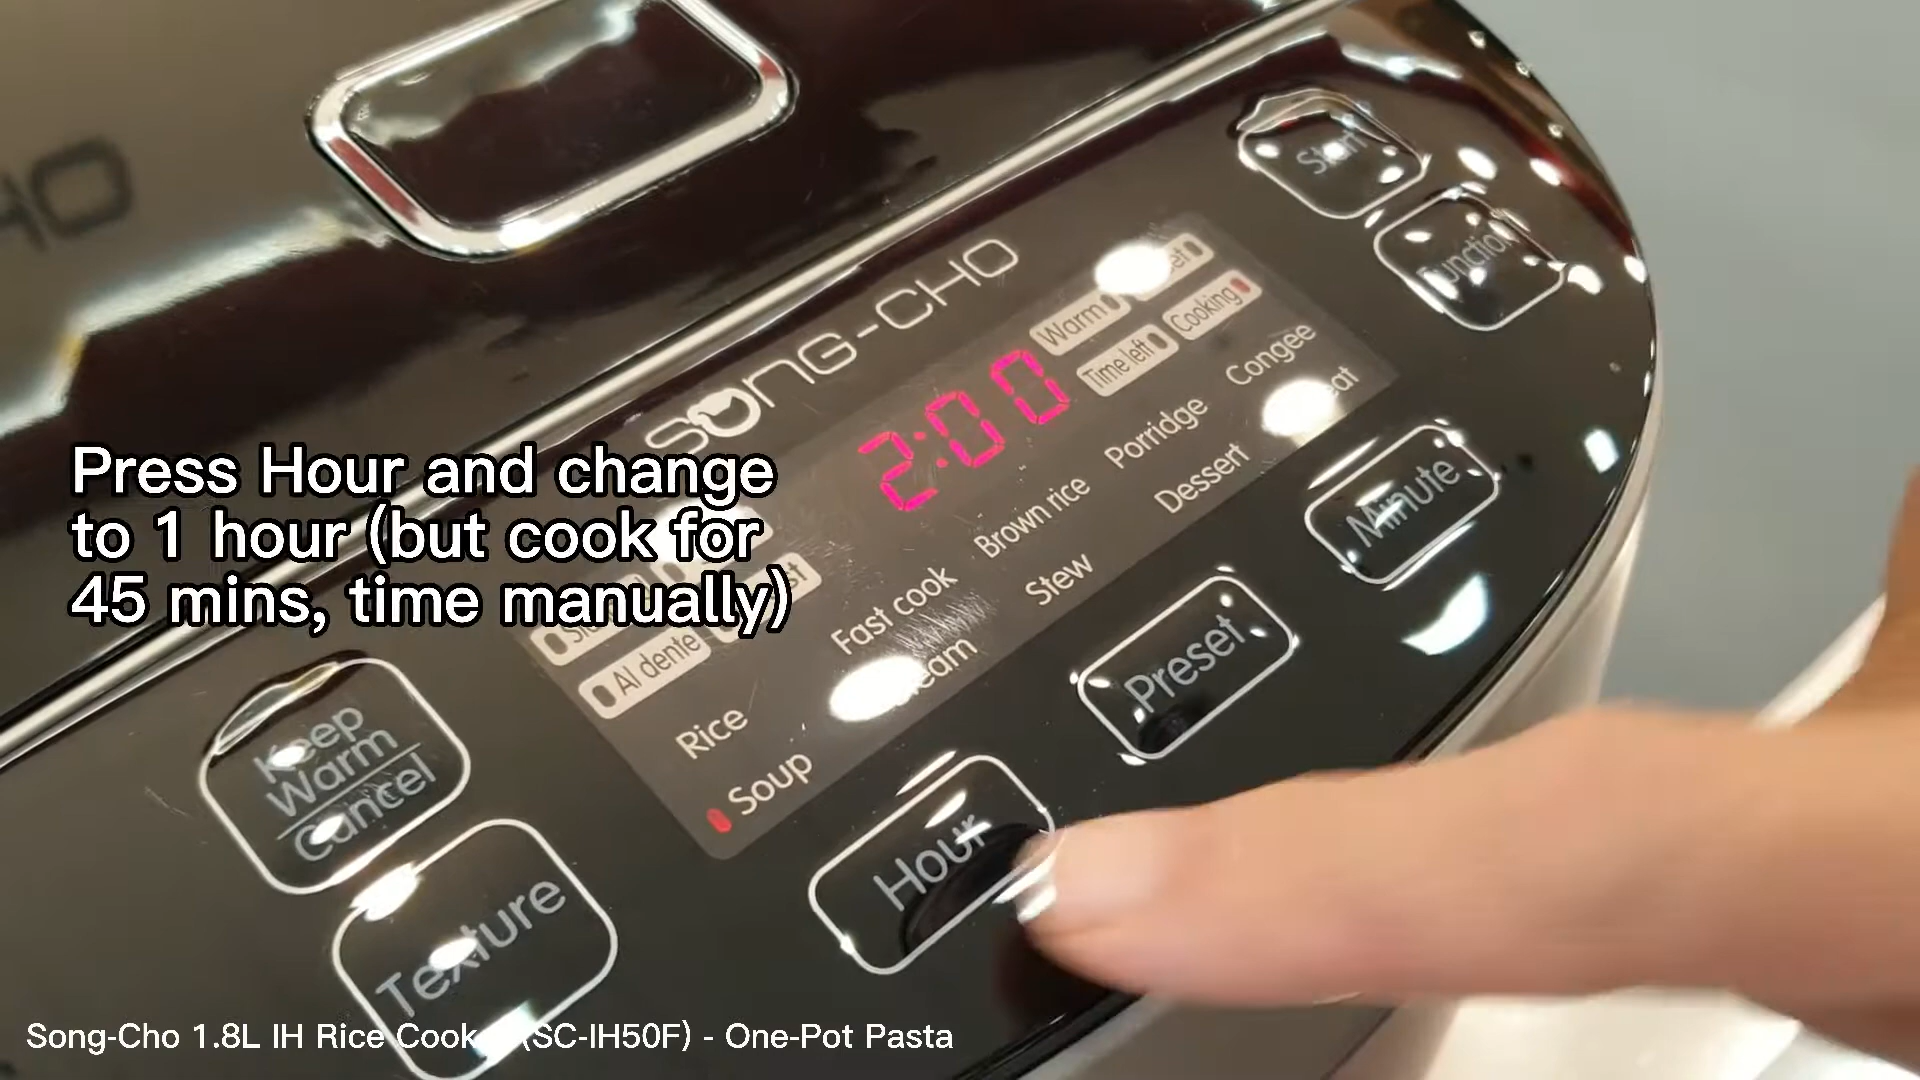 HO
SONG-CHO
2:00
Warm
Time left
Cooking
Start
Function
Congee
Porridge
Brown rice
Fast cook
Rice
Dessert
Stew
Soup
Al dente
Minute
Preset
Hour
Keep
Warm
Cancel
Texture
Press Hour and change
to 1 hour (but cook for
45 mins, time manually)
Song-Cho 1.8L IH Rice Cooker (SC-IH50F) - One-Pot Pasta